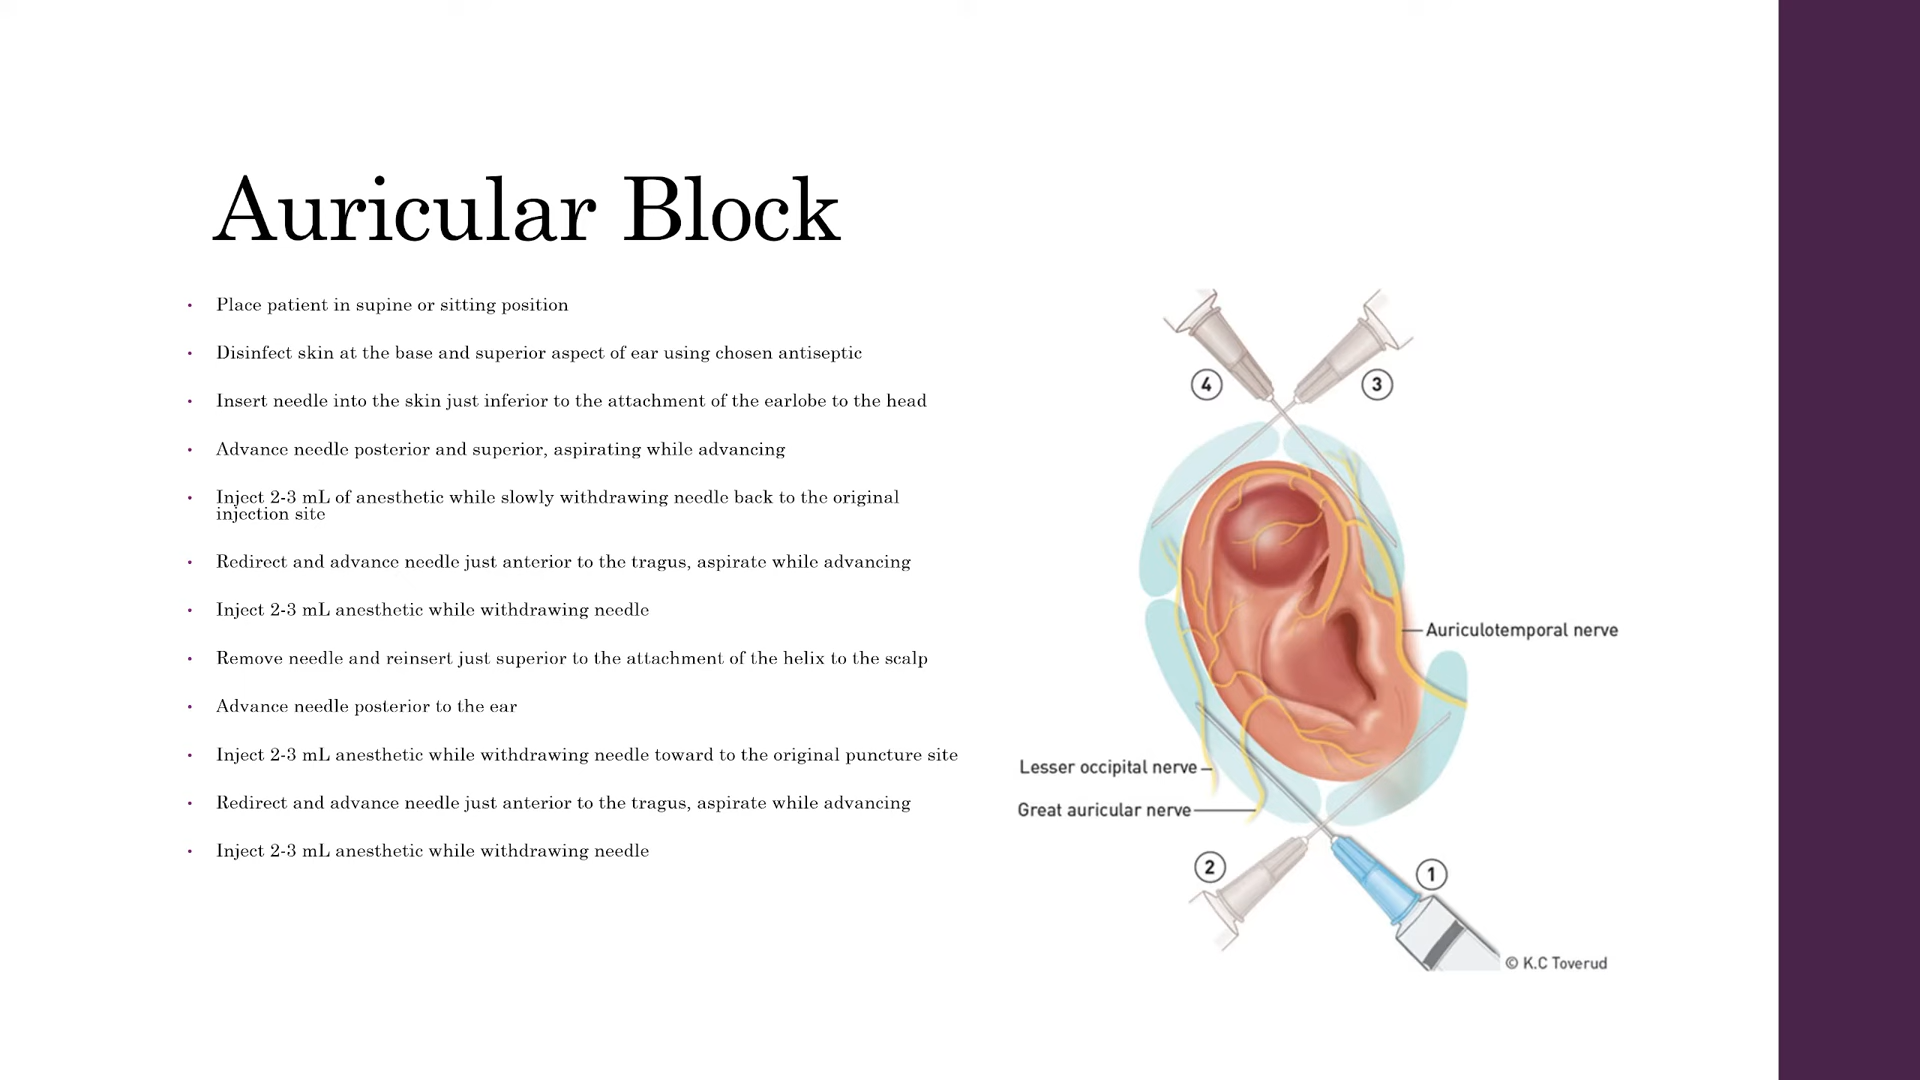 Auricular Block
• Place patient in supine or sitting position
• Disinfect skin at the base and superior aspect of ear using chosen antiseptic
• Insert needle into the skin just inferior to the attachment of the earlobe to the head
• Advance needle posterior and superior, aspirating while advancing
• Inject 2-3 mL of anesthetic while slowly withdrawing needle back to the original
injection site
• Redirect and advance needle just anterior to the tragus, aspirate while advancing
• Inject 2-3 mL anesthetic while withdrawing needle
• Remove needle and reinsert just superior to the attachment of the helix to the scalp
• Advance needle posterior to the ear
• Inject 2-3 mL anesthetic while withdrawing needle toward to the original puncture site
• Redirect and advance needle just anterior to the tragus, aspirate while advancing
• Inject 2-3 mL anesthetic while withdrawing needle
4
3
Auriculotemporal nerve
Lesser occipital nerve
Great auricular nerve
2
1
© K.C Toverud